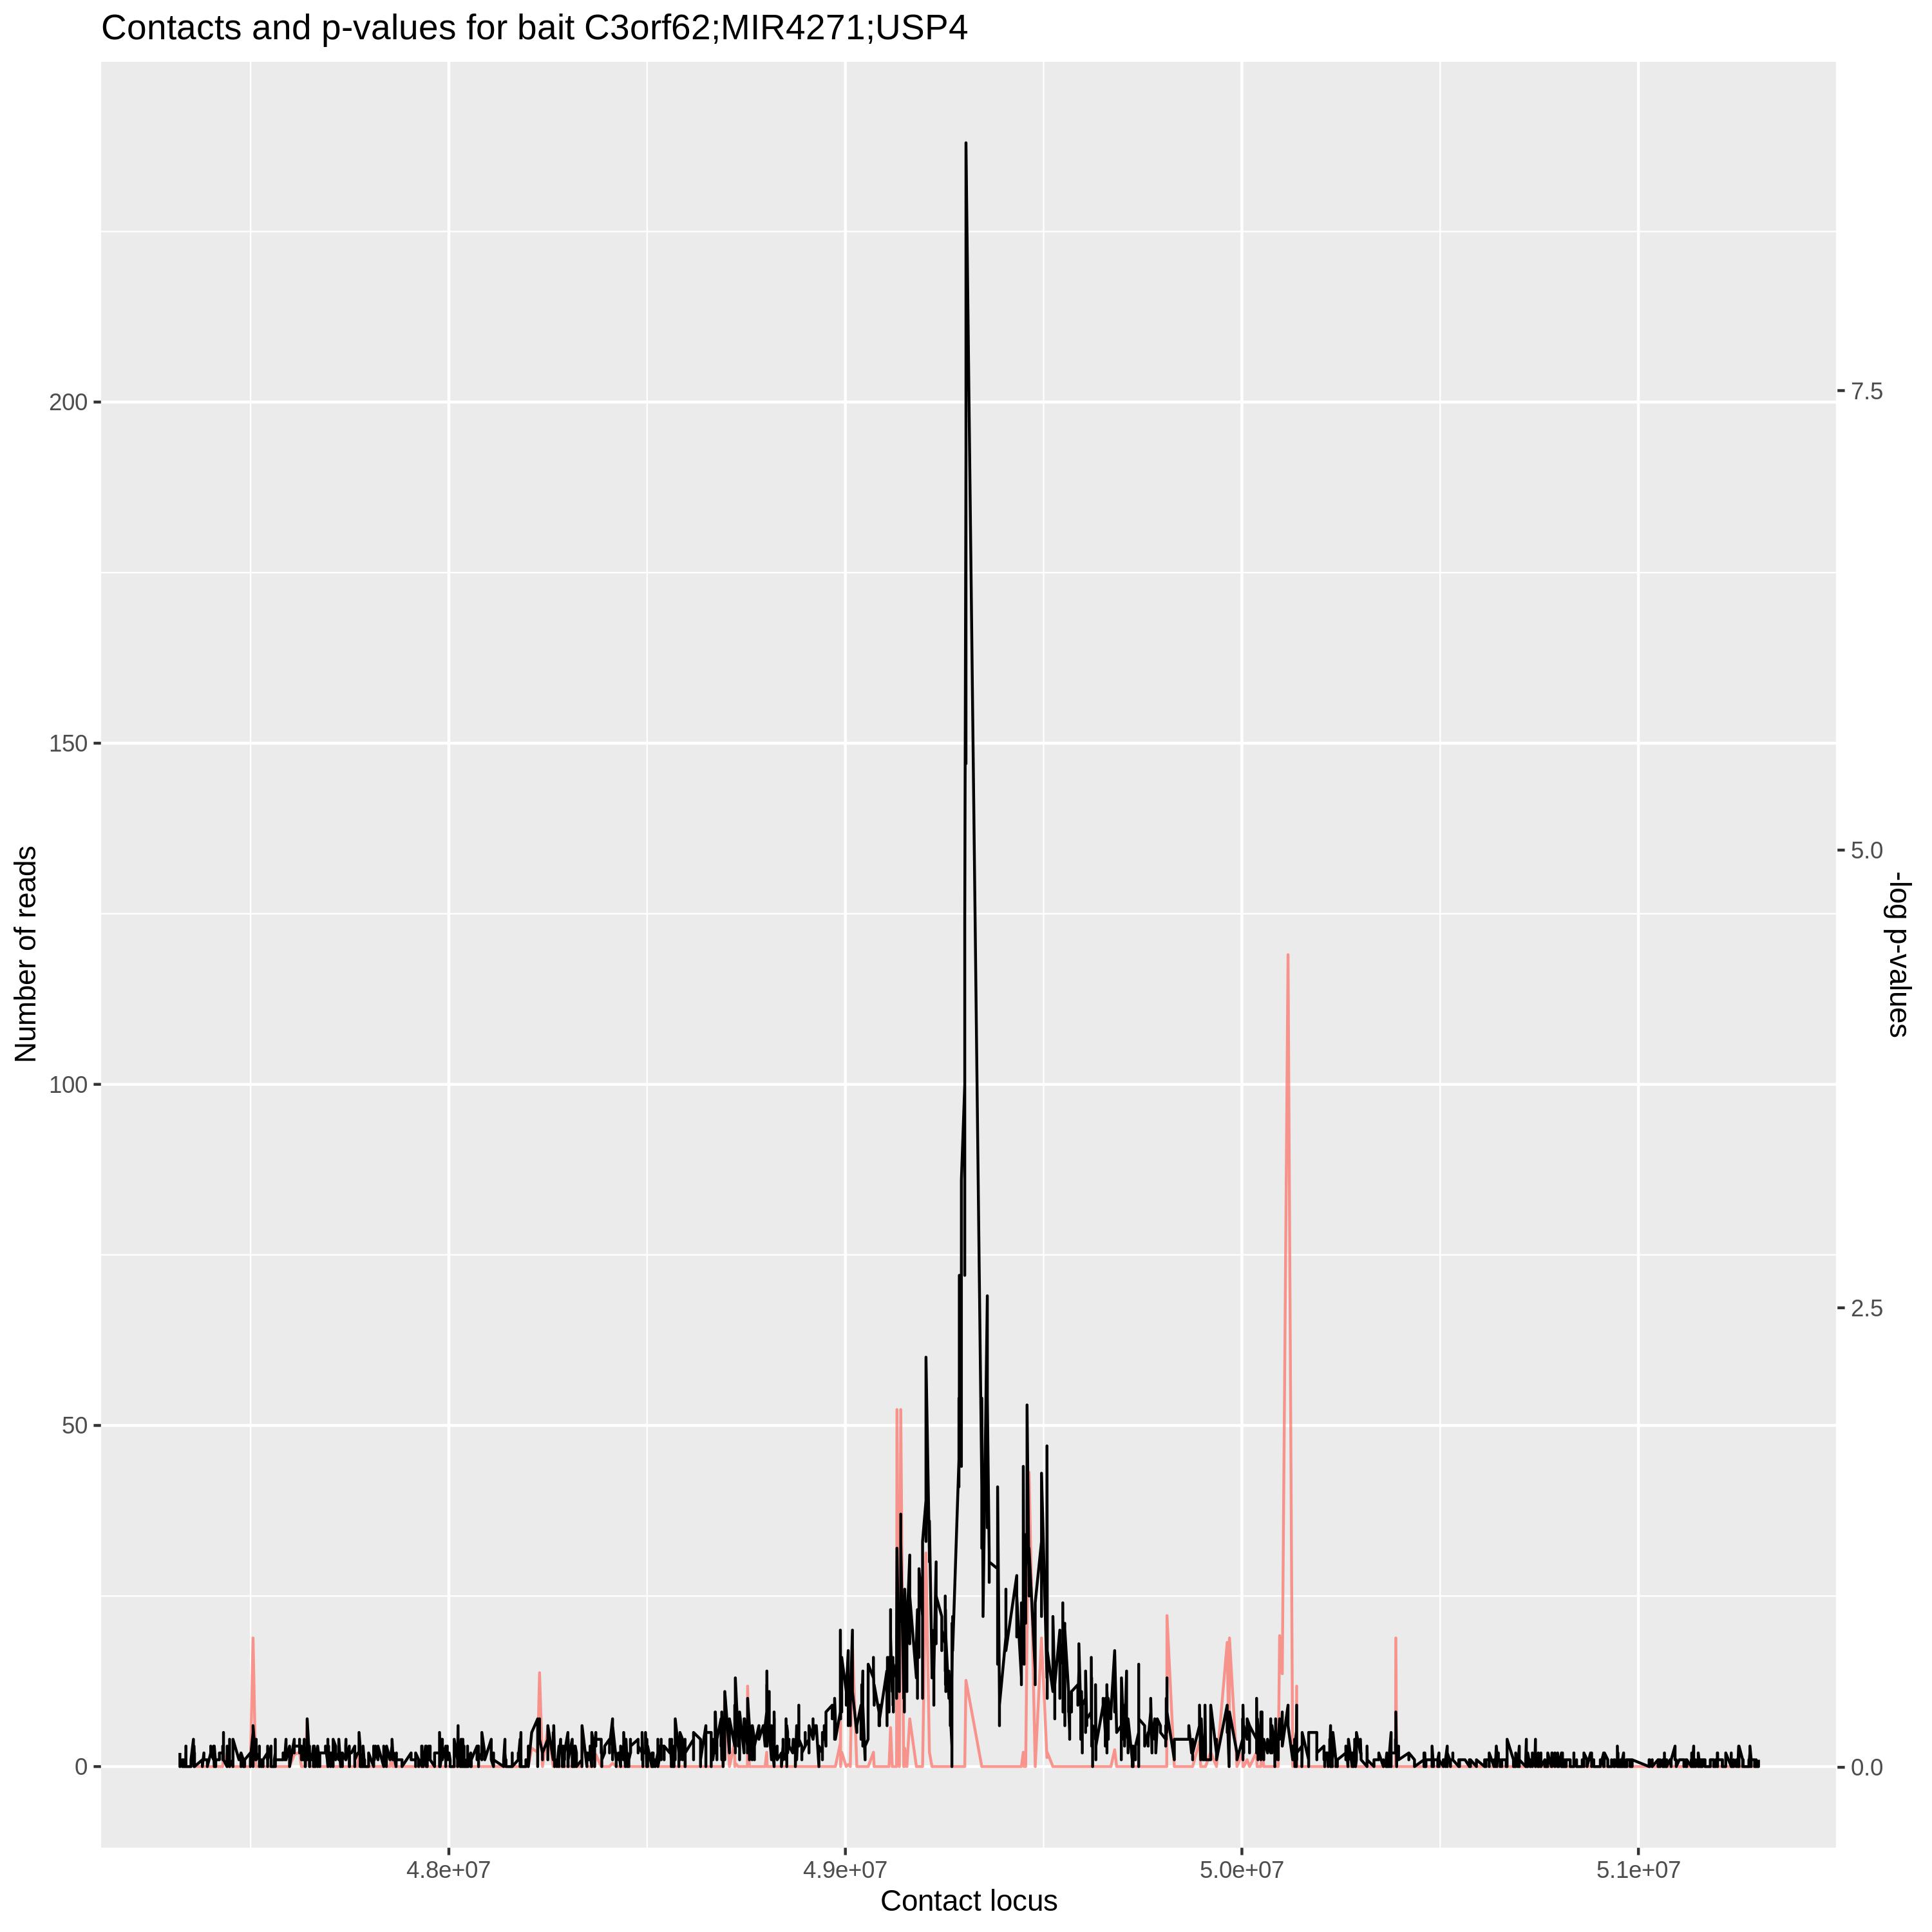 Contacts and p-values for bait C3orf62;MIR4271;USP4
200
150
100
50
0
Number of reads
7.5
5.0
2.5
0.0
-log p-values
4.8e+07
4.9e+07
5.0e+07
5.1e+07
Contact locus